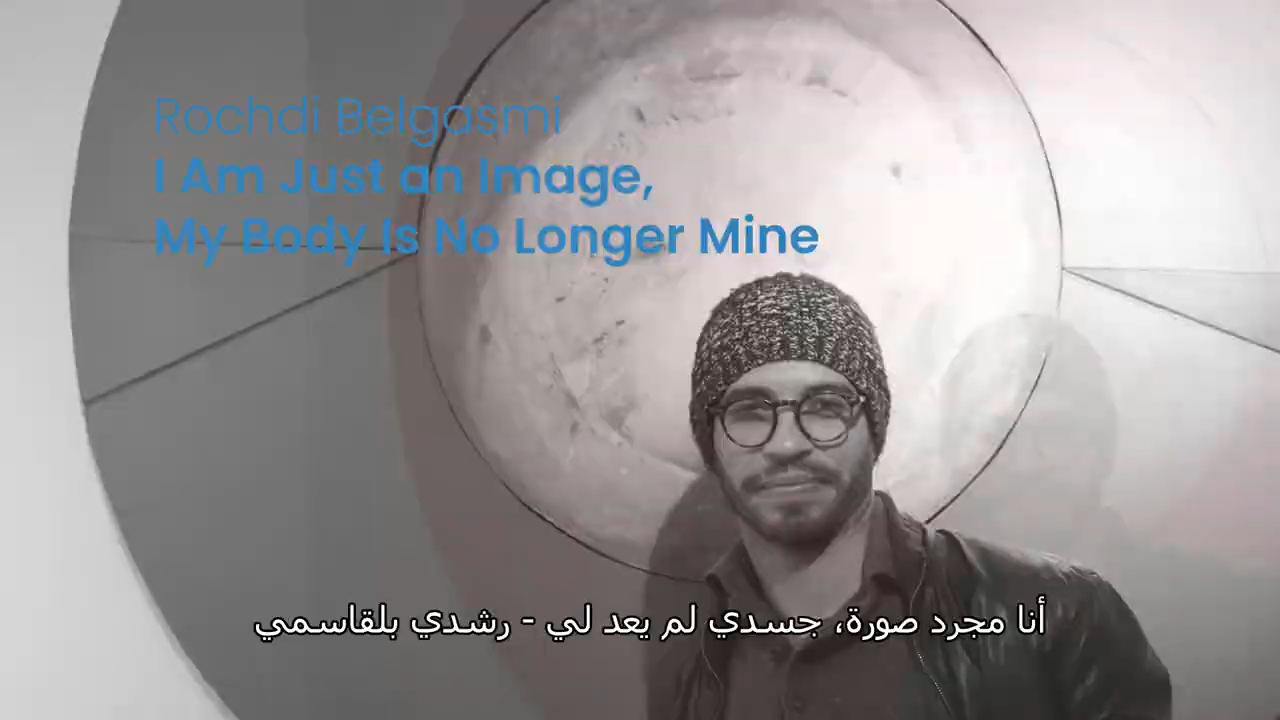 Rochdi Belgasmi
I Am Just an Image,
My Body Is No Longer Mine
أنا مجرد صورة، جسدي لم يعد لي - رشدي بلقاسمي